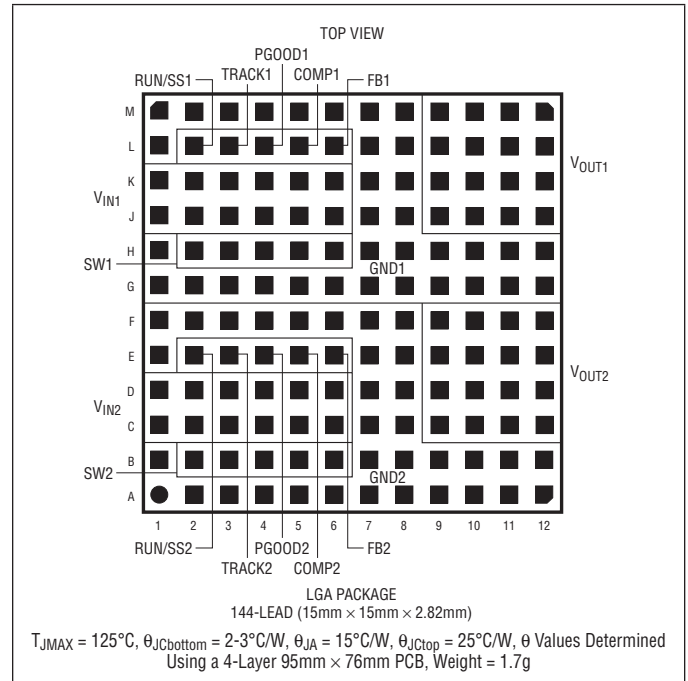 TOP VIEW
PGOOD1
RUN/SS1 TRACK1 COMP1 FB1
M
L
VOUT1
K
VIN1
J
H
SW1
GND1
G
F
E
VOUT2
D
VIN2
C
B
SW2
GND2
A
1 2 3 4 5 6 7 8 9 10 11 12
RUN/SS2 PGOOD2 FB2
TRACK2 COMP2
LGA PACKAGE
144-LEAD (15mm × 15mm × 2.82mm)
TJMAX = 125°C, θJCbottom = 2-3°C/W, θJA = 15°C/W, θJCtop = 25°C/W, θ Values Determined
Using a 4-Layer 95mm × 76mm PCB, Weight = 1.7g